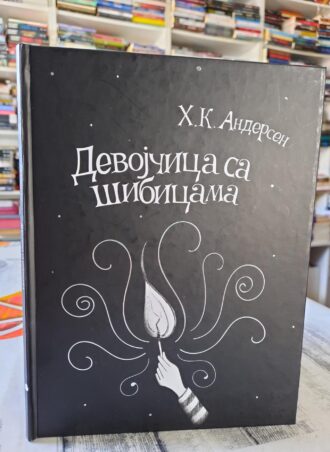 Х.К. Андерсен
Девојчица са
шибицама